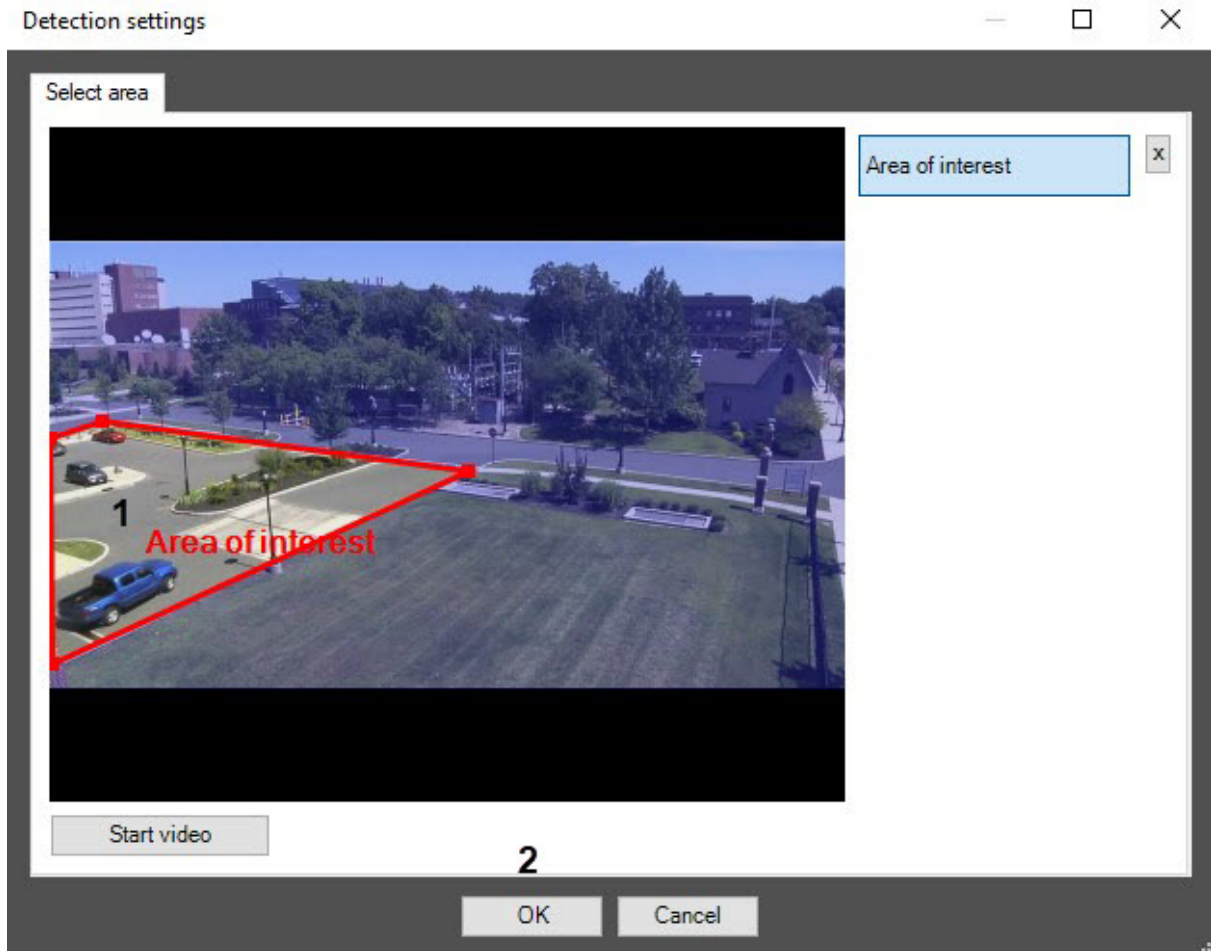 Detection settings
Select area
Area of interest
x
1
Area of interest
Start video
2
OK
Cancel